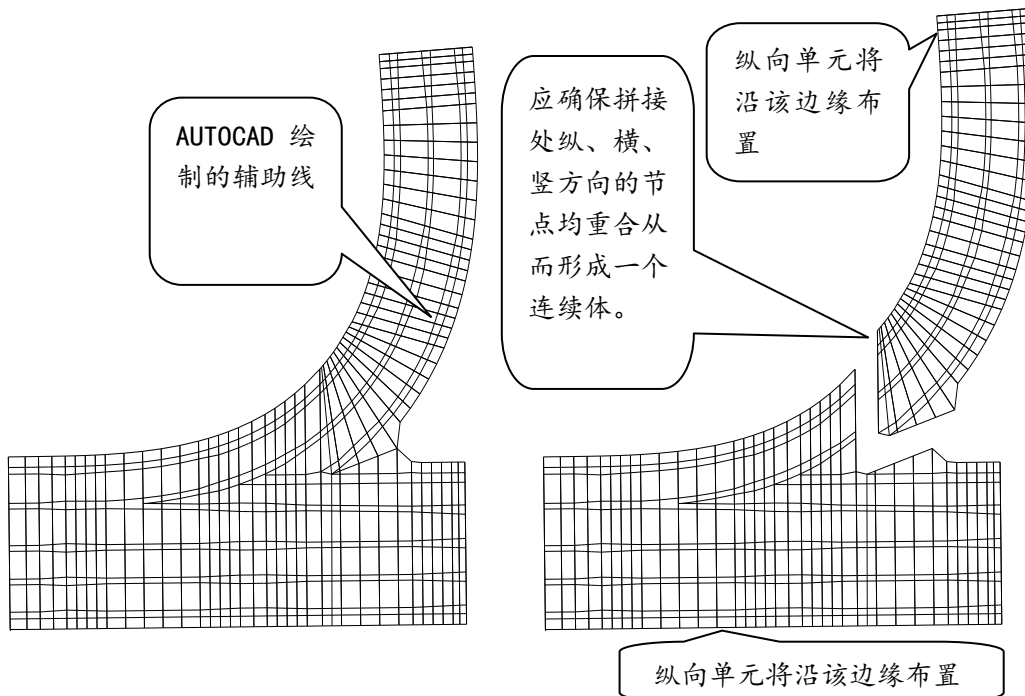 AUTOCAD 绘
制的辅助线
应确保拼接
处纵、横、
竖方向的节
点均重合从
而形成一个
连续体。
纵向单元将
沿该边缘布
置
纵向单元将沿该边缘布置